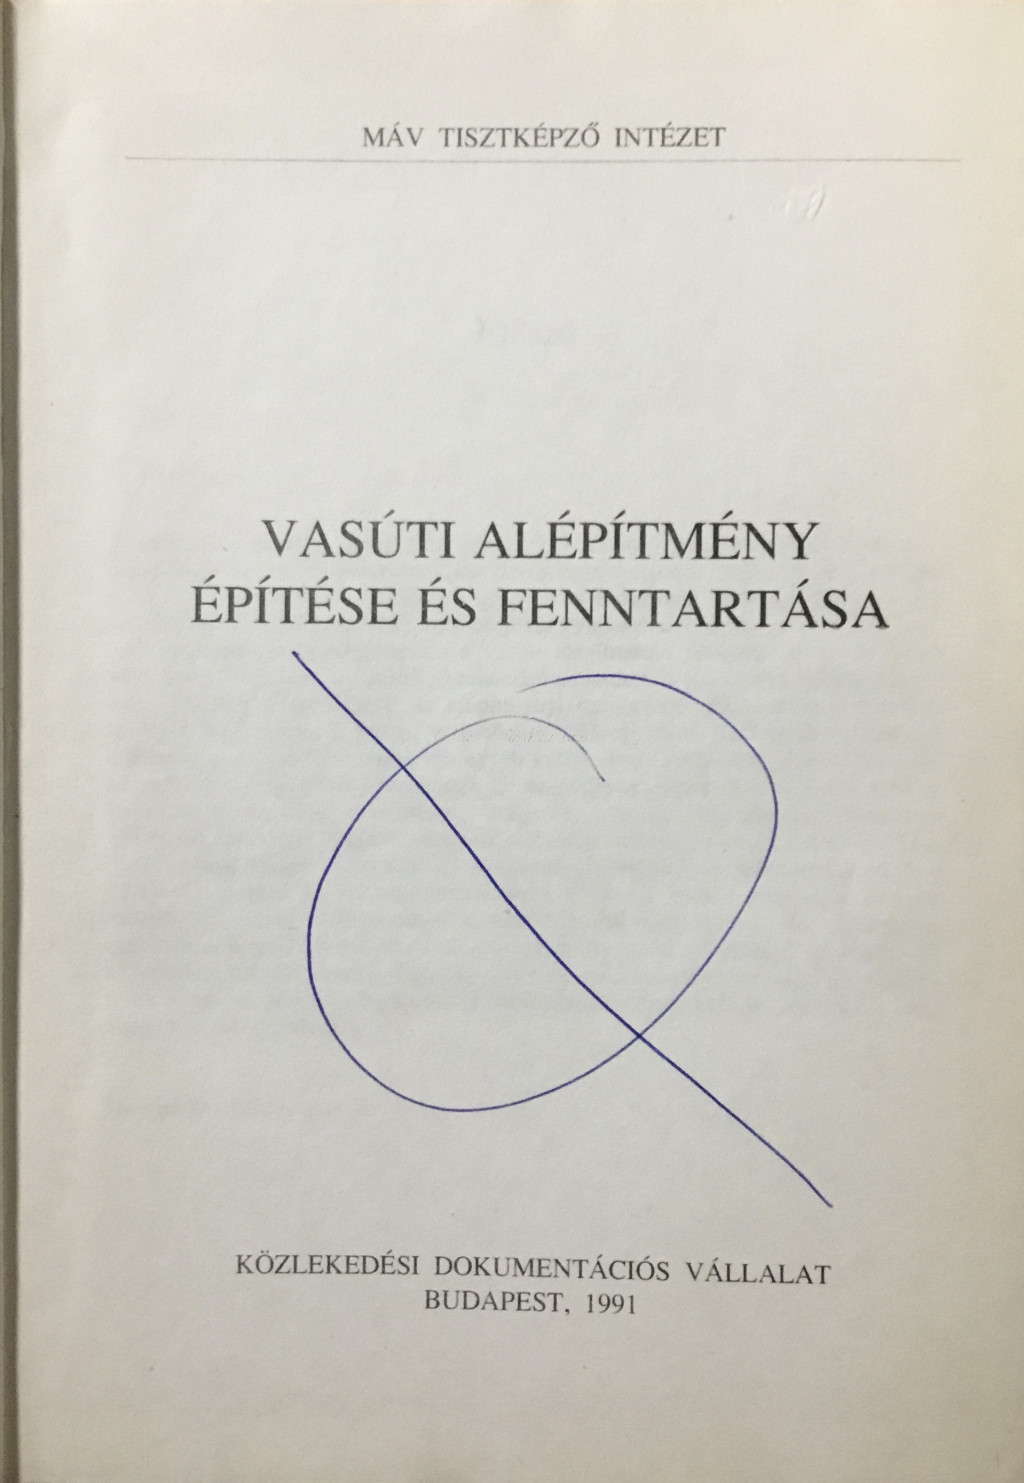 MÁV TISZTKÉPZŐ INTÉZET
VASÚTI ALÉPÍTMÉNY
ÉPÍTÉSE ÉS FENNTARTÁSA
KÖZLEKEDÉSI DOKUMENTÁCIÓS VÁLLALAT
BUDAPEST, 1991